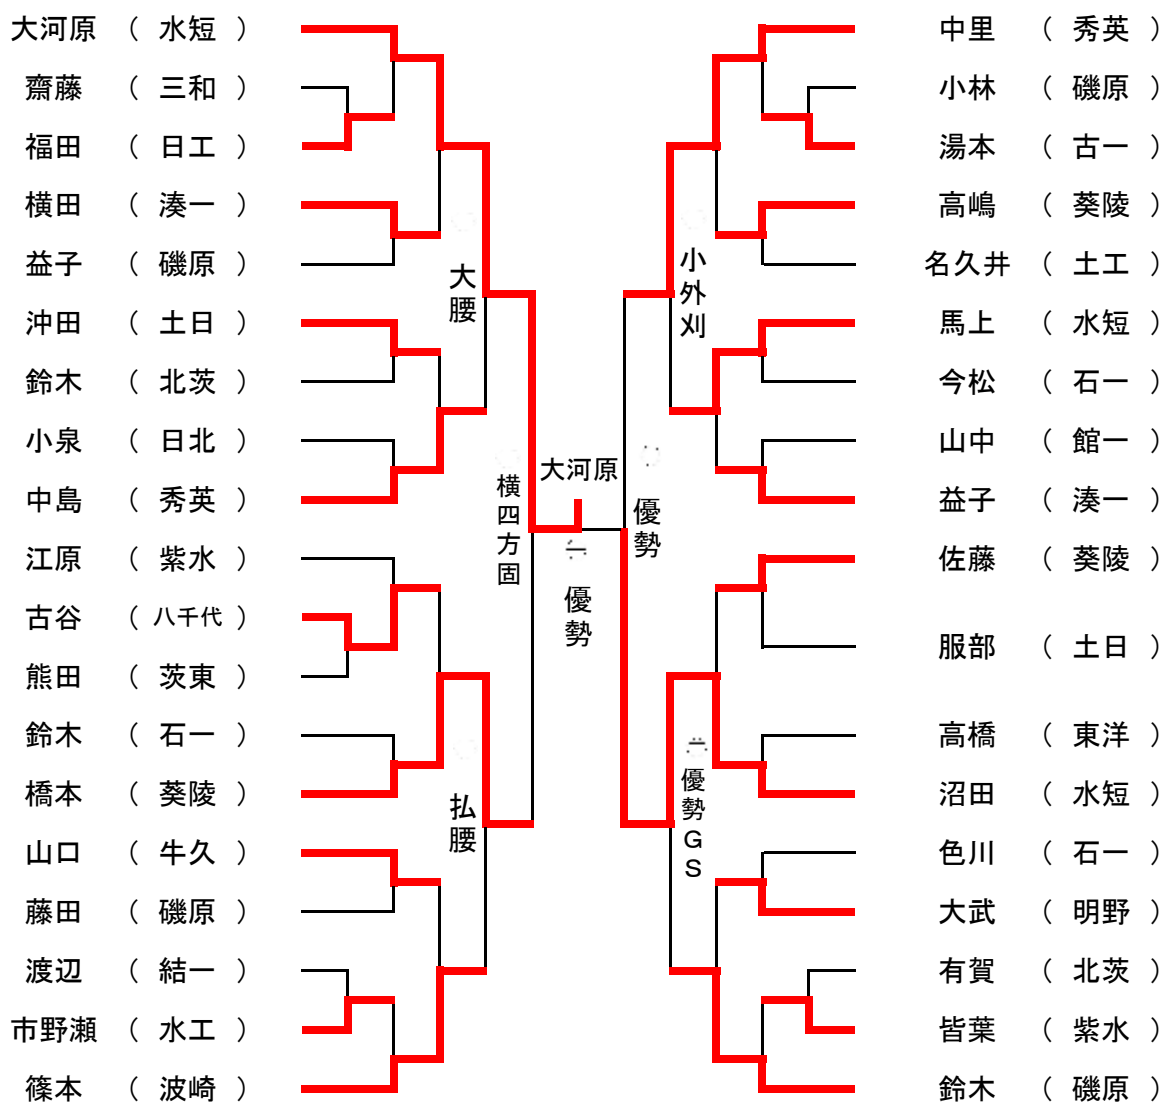 大河原 （ 水短 ）
齋藤 （ 三和 ）
福田 （ 日工 ）
横田 （ 湊一 ）
益子 （ 磯原 ）
沖田 （ 土日 ）
鈴木 （ 北茨 ）
小泉 （ 日北 ）
中島 （ 秀英 ）
江原 （ 紫水 ）
古谷 （ 八千代 ）
熊田 （ 茨東 ）
鈴木 （ 石一 ）
橋本 （ 葵陵 ）
山口 （ 牛久 ）
藤田 （ 磯原 ）
渡辺 （ 結一 ）
市野瀬 （ 水工 ）
篠本 （ 波崎 ）
大腰
払腰
横四方固
大河原
優勢
優勢
小外刈
優勢GS
中里 （ 秀英 ）
小林 （ 磯原 ）
湯本 （ 古一 ）
高嶋 （ 葵陵 ）
名久井 （ 土工 ）
馬上 （ 水短 ）
今松 （ 石一 ）
山中 （ 館一 ）
益子 （ 湊一 ）
佐藤 （ 葵陵 ）
服部 （ 土日 ）
高橋 （ 東洋 ）
沼田 （ 水短 ）
色川 （ 石一 ）
大武 （ 明野 ）
有賀 （ 北茨 ）
皆葉 （ 紫水 ）
鈴木 （ 磯原 ）